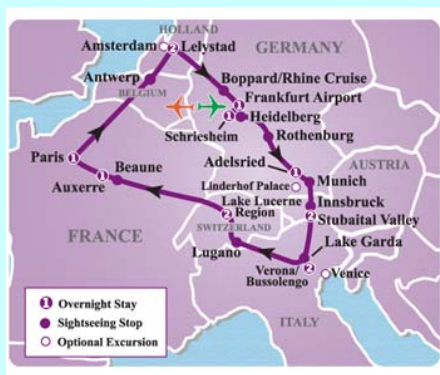 HOLLAND
Amsterdam
2
Lelystad
GERMANY
Antwerp
BELGIUM
Boppard/Rhine Cruise
Frankfurt Airport
1
1
Heidelberg
Schriesheim
Rothenburg
Paris
1
Adelsried
1
AUSTRIA
Munich
Beaune
Linderhof Palace
1
Auxerre
Lake Lucerne
Region
2
Innsbruck
2
Stubaital Valley
SWITZERLAND
FRANCE
Lugano
Lake Garda
Verona/
Bussolengo
2
Venice
ITALY
1 Overnight Stay
Sightseeing Stop
Optional Excursion